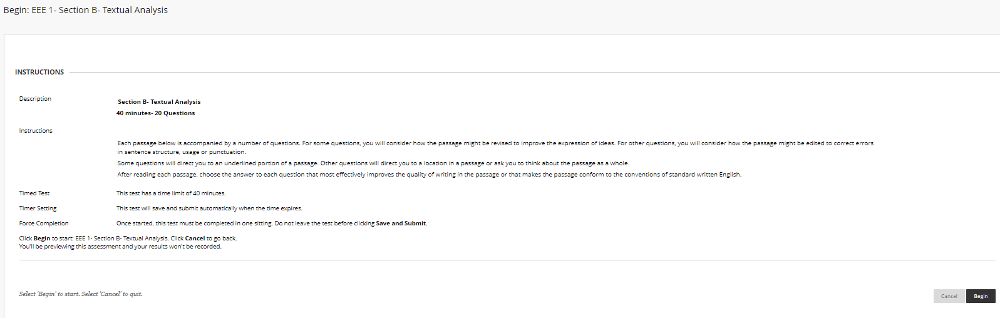 Begin: EEE 1- Section B- Textual Analysis
INSTRUCTIONS
Description
Section B- Textual Analysis
40 minutes- 20 Questions
Instructions
Each passage below is accompanied by a number of questions. For some questions, you will consider how the passage might be revised to improve the expression of ideas. For other questions, you will consider how the passage might be edited to correct errors
in sentence structure, usage or punctuation.
Some questions will direct you to an underlined portion of a passage. Other questions will direct you to a location in a passage or ask you to think about the passage as a whole.
After reading each passage, choose the answer to each question that most effectively improves the quality of writing in the passage or that makes the passage conform to the conventions of standard written English.
Timed Test This test has a time limit of 40 minutes.
Timer Setting This test will save and submit automatically when the time expires.
Force Completion Once started, this test must be completed in one sitting. Do not leave the test before clicking Save and Submit.
Click Begin to start: EEE 1- Section B- Textual Analysis. Click Cancel to go back.
You'll be previewing this assessment and your results won't be recorded.
Select 'Begin' to start. Select 'Cancel' to quit.
Cancel Begin